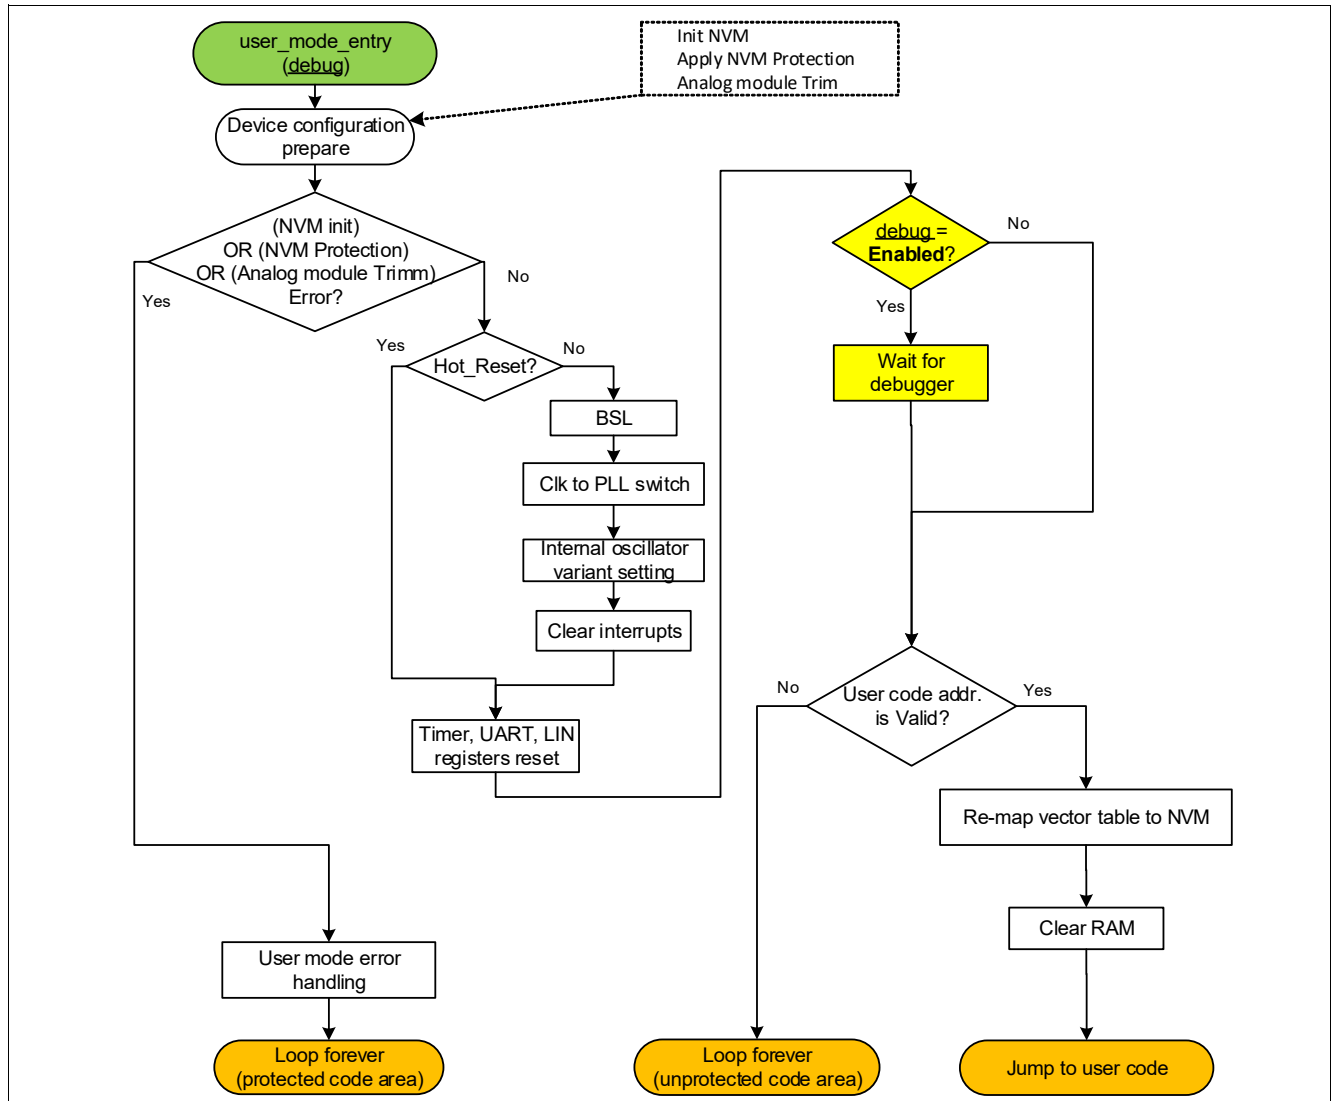 user_mode_entry
(debug)
Init NVM
Apply NVM Protection
Analog module Trim
Device configuration
prepare
(NVM init)
OR (NVM Protection)
OR (Analog module Trimm)
Error?
Yes
No
Hot_Reset?
Yes
No
BSL
Clk to PLL switch
Internal oscillator
variant setting
Clear interrupts
Timer, UART, LIN
registers reset
debug =
Enabled?
No
Yes
Wait for
debugger
User code addr.
is Valid?
No
Yes
Re-map vector table to NVM
Clear RAM
User mode error
handling
Loop forever
(protected code area)
Loop forever
(unprotected code area)
Jump to user code